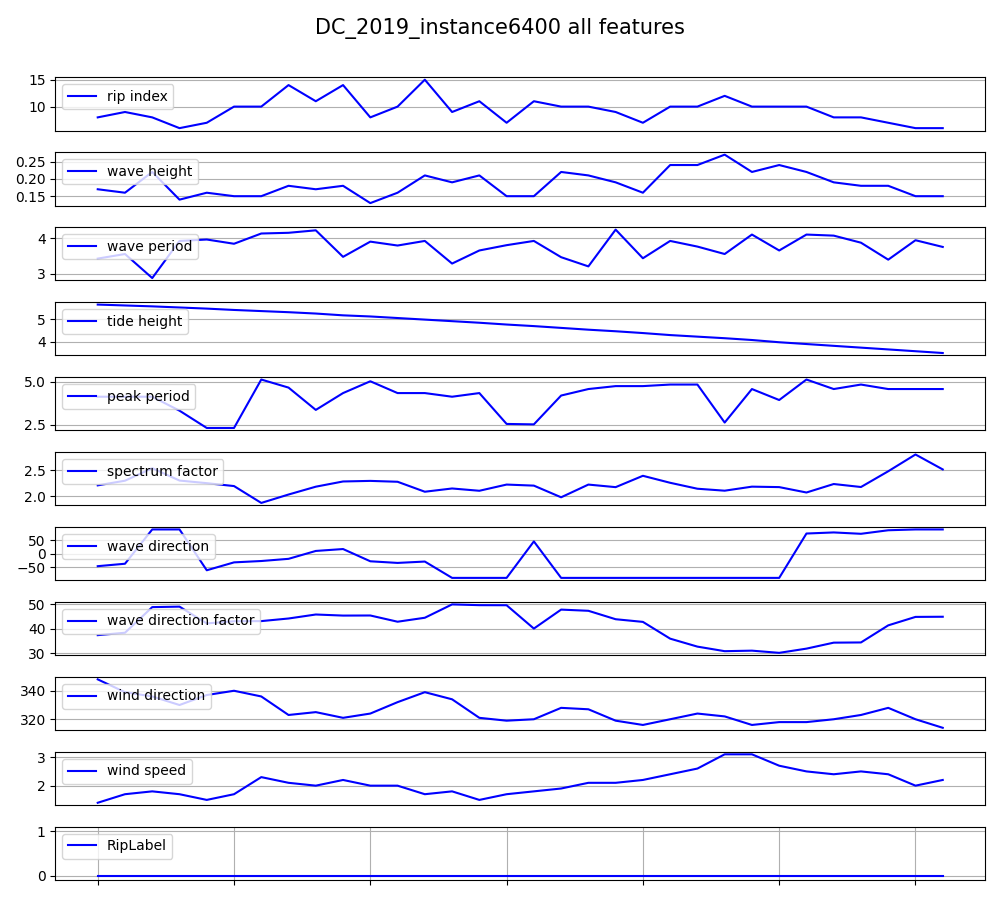 DC_2019_instance6400 all features
15
10
rip index
0.25
0.20
0.15
wave height
4
3
wave period
5
4
tide height
5.0
2.5
peak period
2.5
2.0
spectrum factor
50
0
−50
wave direction
50
40
30
wave direction factor
340
320
wind direction
3
2
wind speed
1
0
RipLabel